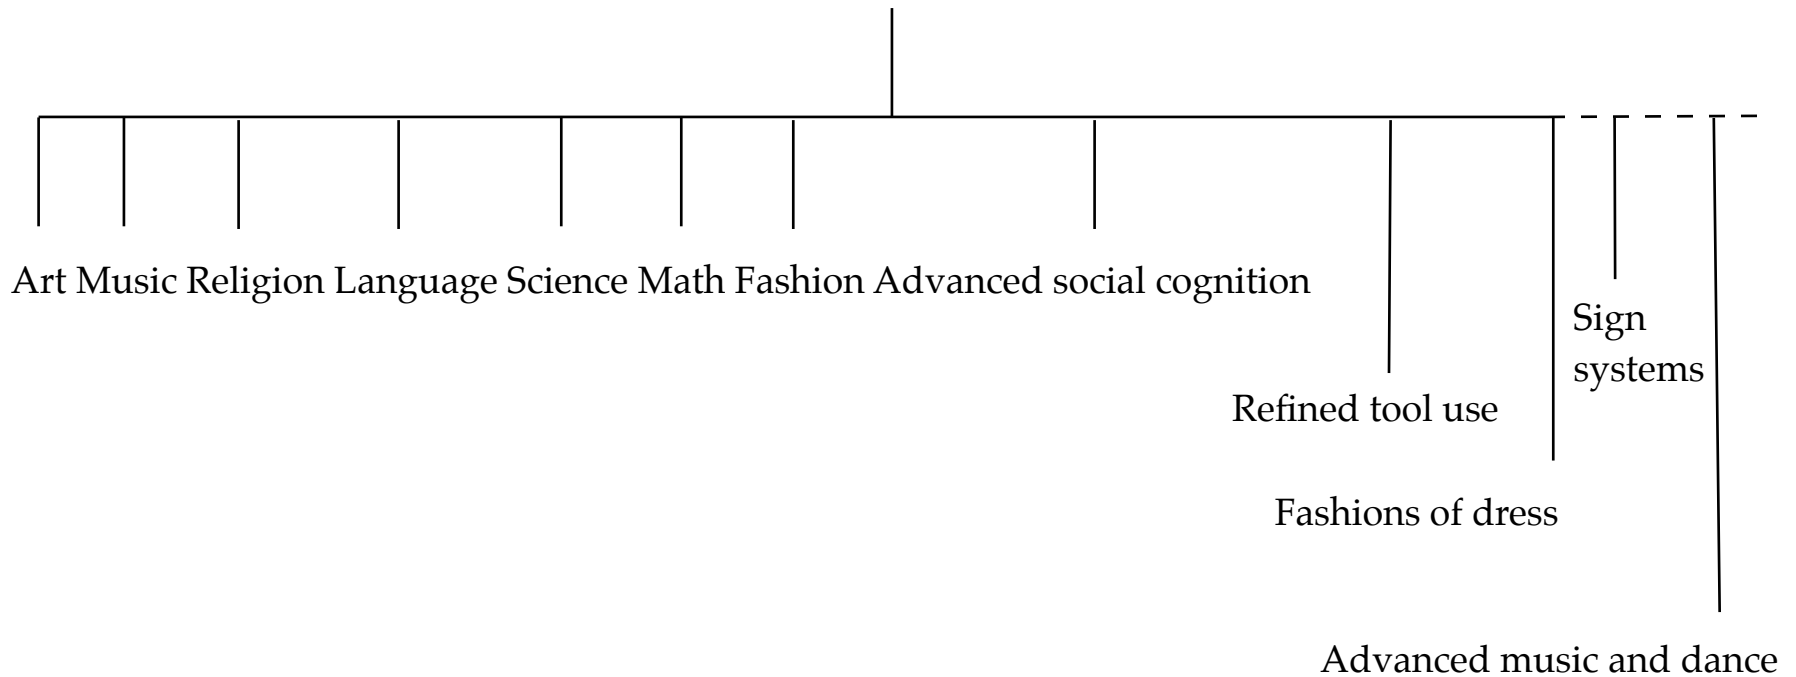 Art Music Religion Language Science Math Fashion Advanced social cognition
Sign
systems
Refined tool use
Fashions of dress
Advanced music and dance